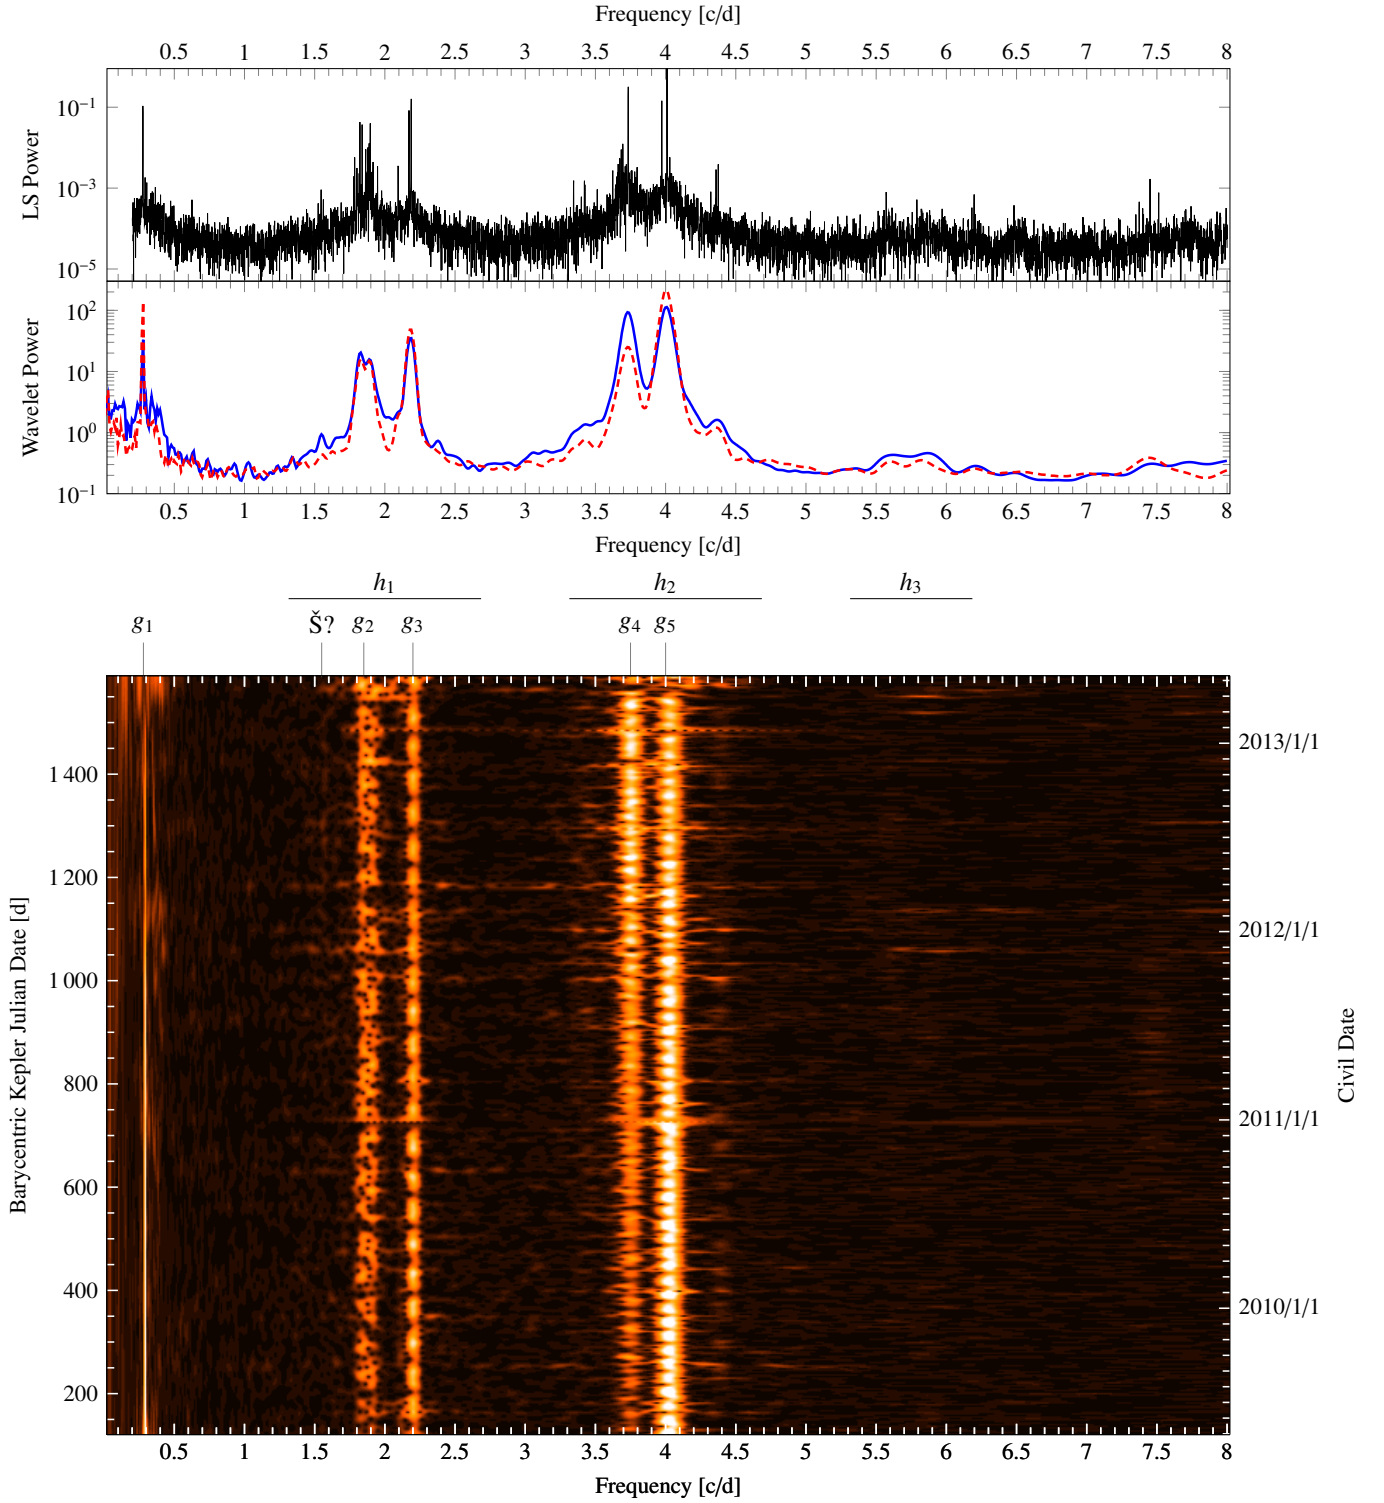 Frequency [c/d]
0.5 1 1.5 2 2.5 3 3.5 4 4.5 5 5.5 6 6.5 7 7.5 8
LS Power
10⁻¹
10⁻³
10⁻⁵
Wavelet Power
10²
10¹
10⁰
10⁻¹
0.5 1 1.5 2 2.5 3 3.5 4 4.5 5 5.5 6 6.5 7 7.5 8
Frequency [c/d]
h₁ h₂ h₃
g₁ Š? g₂ g₃ g₄ g₅
Barycentric Kepler Julian Date [d]
1 400
1 200
1 000
800
600
400
200
2013/1/1
2012/1/1
2011/1/1
2010/1/1
Civil Date
0.5 1 1.5 2 2.5 3 3.5 4 4.5 5 5.5 6 6.5 7 7.5 8
Frequency [c/d]